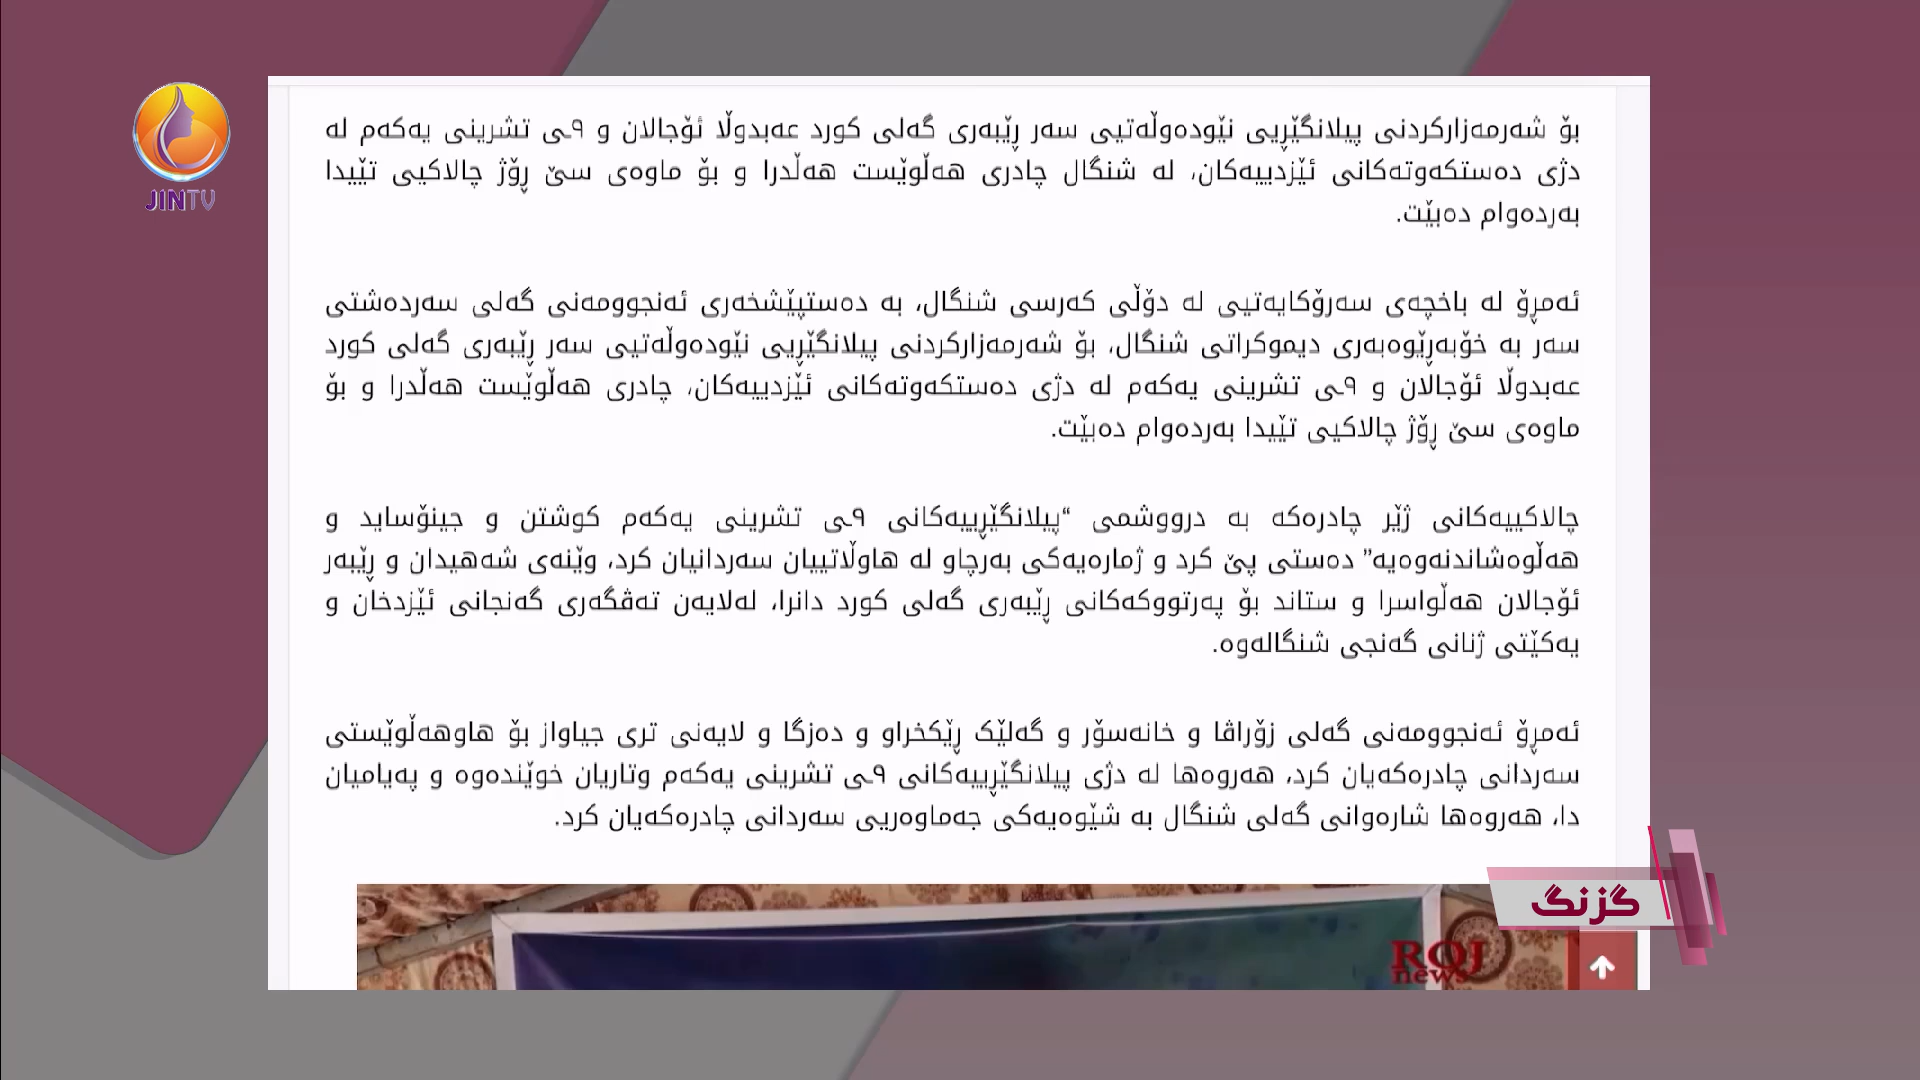 JINTV
بۆ شەرمەزارکردنی پیلانگێڕیی نێودەوڵەتیی سەر ڕێبەری گەلی کورد عەبدوڵا ئۆجالان و ٩ـی تشرینی یەکەم لە
دژی دەستکەوتەکانی ئێزدییەکان، لە شنگال چادری هەڵوێست هەڵدرا و بۆ ماوەی سێ ڕۆژ چالاکیی تێیدا
بەردەوام دەبێت.
ئەمڕۆ لە باخچەی سەرۆکایەتیی لە دۆڵی کەرسی شنگال، بە دەستپێشخەری ئەنجوومەنی گەلی سەردەشتی
سەر بە خۆبەڕێوەبەری دیموکراتی شنگال، بۆ شەرمەزارکردنی پیلانگێڕیی نێودەوڵەتیی سەر ڕێبەری گەلی کورد
عەبدوڵا ئۆجالان و ٩ـی تشرینی یەکەم لە دژی دەستکەوتەکانی ئێزدییەکان، چادری هەڵوێست هەڵدرا و بۆ
ماوەی سێ ڕۆژ چالاکیی تێیدا بەردەوام دەبێت.
چالاکییەکانی ژێر چادرەکە بە درووشمی “پیلانگێڕییەکانی ٩ـی تشرینی یەکەم کوشتن و جینۆساید و
هەڵوەشاندنەوەیە” دەستی پێ کرد و ژمارەیەکی بەرچاو لە هاوڵاتییان سەردانیان کرد، وێنەی شەهیدان و ڕێبەر
ئۆجالان هەڵواسرا و ستاند بۆ پەرتووکەکانی ڕێبەری گەلی کورد دانرا، لەلایەن تەڤگەری گەنجانی ئێزدخان و
یەکێتی ژنانی گەنجی شنگالەوە.
ئەمڕۆ ئەنجوومەنی گەلی زۆراڤا و خانەسۆر و گەلێک ڕێکخراو و دەزگا و لایەنی تری جیاواز بۆ هاوهەڵوێستی
سەردانی چادرەکەیان کرد، هەروەها لە دژی پیلانگێڕییەکانی ٩ـی تشرینی یەکەم وتاریان خوێندەوە و پەیامیان
دا، هەروەها شارەوانی گەلی شنگال بە شێوەیەکی جەماوەریی سەردانی چادرەکەیان کرد.
گزنگ
ROJ
news